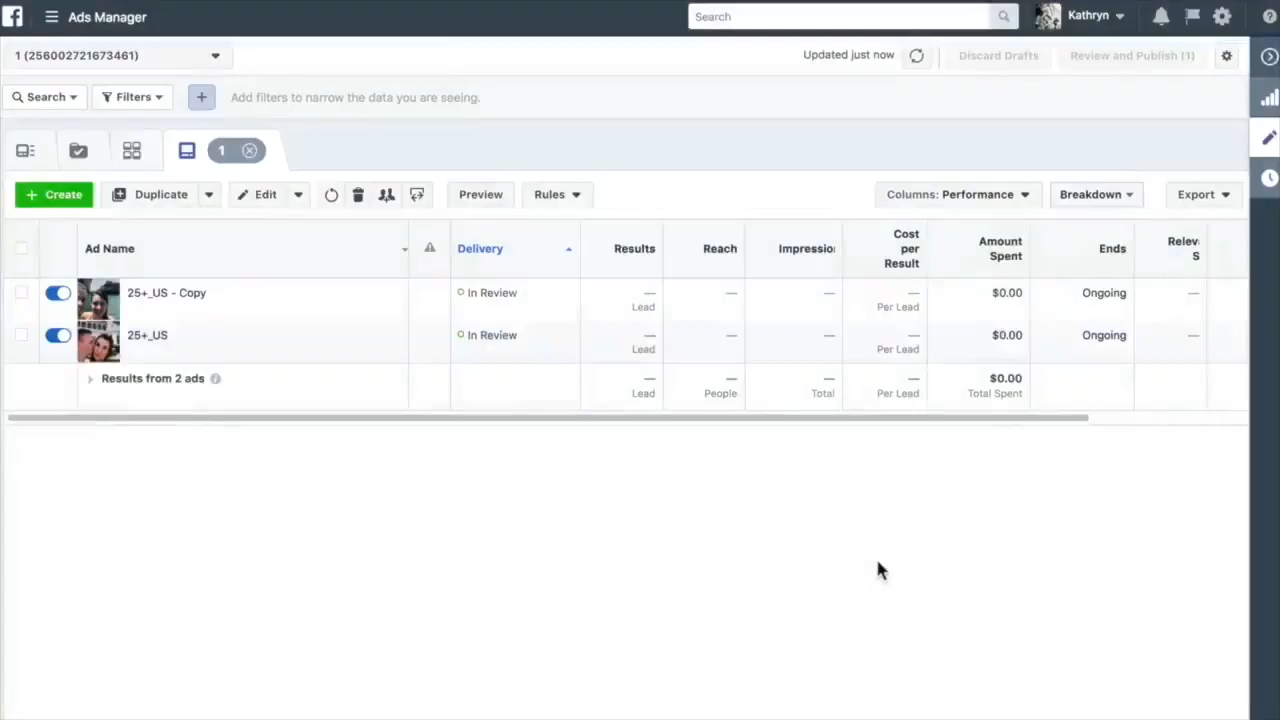 Ads Manager
Search
Kathryn
1 (256002721673461)
Updated just now
Discard Drafts
Review and Publish (1)
Search
Filters
Add filters to narrow the data you are seeing.
1
Create
Duplicate
Edit
Preview
Rules
Columns: Performance
Breakdown
Export
Ad Name
Delivery
Results
Reach
Impression
Cost per Result
Amount Spent
Ends
Relev
S
25+_US - Copy
In Review
—
—
—
—
$0.00
Ongoing
—
Lead
Per Lead
25+_US
In Review
—
—
—
—
$0.00
Ongoing
—
Lead
Per Lead
Results from 2 ads
—
—
—
—
$0.00
Lead
People
Total
Per Lead
Total Spent